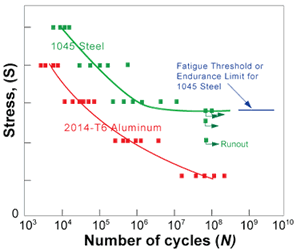 1045 Steel
Fatigue Threshold or
Endurance Limit for
1045 Steel
Stress, (S)
2014-T6 Aluminum
Runout
0
10³ 10⁴ 10⁵ 10⁶ 10⁷ 10⁸ 10⁹ 10¹⁰
Number of cycles (N)